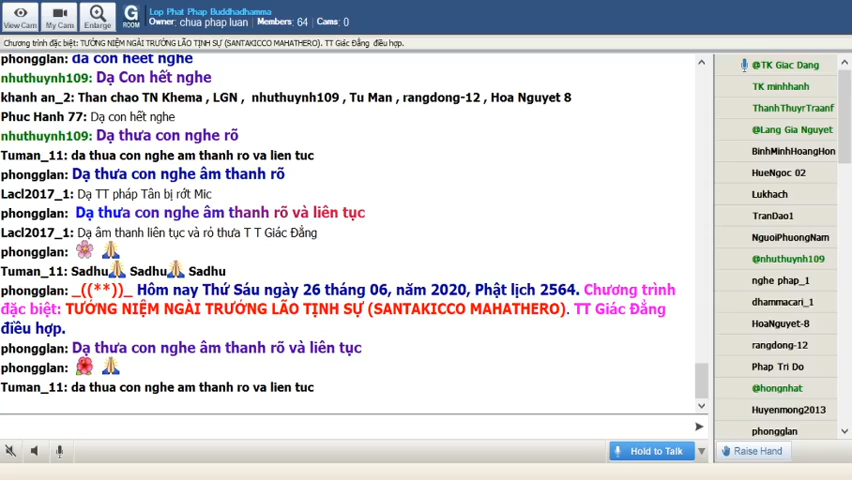 Lop Phat Phap Buddhadhamma
Owner: chua phap luan Members: 64 Cams: 0
View Cam
My Cam
Enlarge
G
ROOM
Chương trình đặc biệt: TƯỞNG NIỆM NGÀI TRƯỞNG LÃO TỊNH SỰ (SANTAKICCO MAHATHERO). TT Giác Đẳng điều hợp.
phongglan: da con heet nghe
nhuthuynh109: Dạ Con hết nghe
khanh an_2: Than chao TN Khema , LGN , nhuthuynh109 , Tu Man , rangdong-12 , Hoa Nguyet 8
Phuc Hanh 77: Dạ con hết nghe
nhuthuynh109: Dạ thưa con nghe rõ
Tuman_11: da thua con nghe am thanh ro va lien tuc
phongglan: Dạ thưa con nghe âm thanh rõ
Lacl2017_1: Dạ TT pháp Tân bị rớt Mic
phongglan: Dạ thưa con nghe âm thanh rõ và liên tục
Lacl2017_1: Dạ âm thanh liên tục và rỏ thưa T T Giác Đẳng
phongglan:
Tuman_11: Sadhu Sadhu Sadhu
phongglan: _((**))_ Hôm nay Thứ Sáu ngày 26 tháng 06, năm 2020, Phật lịch 2564. Chương trình
đặc biệt: TƯỞNG NIỆM NGÀI TRƯỞNG LÃO TỊNH SỰ (SANTAKICCO MAHATHERO). TT Giác Đẳng
điều hợp.
phongglan: Dạ thưa con nghe âm thanh rõ và liên tục
phongglan:
Tuman_11: da thua con nghe am thanh ro va lien tuc
@TK Giac Dang
TK minhhanh
ThanhThuyrTraanf
@Lang Gia Nguyet
BinhMinhHoangHon
HueNgoc 02
Lukhach
TranDao1
NguoiPhuongNam
@nhuthuynh109
nghe phap_1
dhammacari_1
HoaNguyet-8
rangdong-12
Phap Tri Do
@hongnhat
Huyenmong2013
phongglan
Hold to Talk
Raise Hand